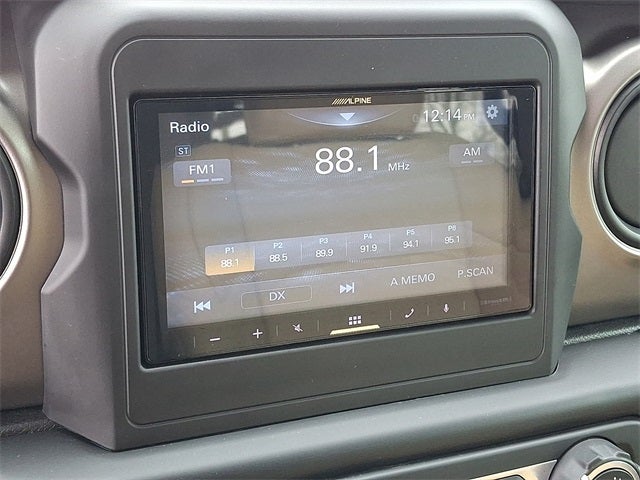 ALPINE
Radio
12:14 PM
ST
FM1
88.1 MHz
AM
P1 P2 P3 P4 P5 P6
88.1 88.5 89.9 91.9 94.1 95.1
DX A.MEMO P.SCAN
− +